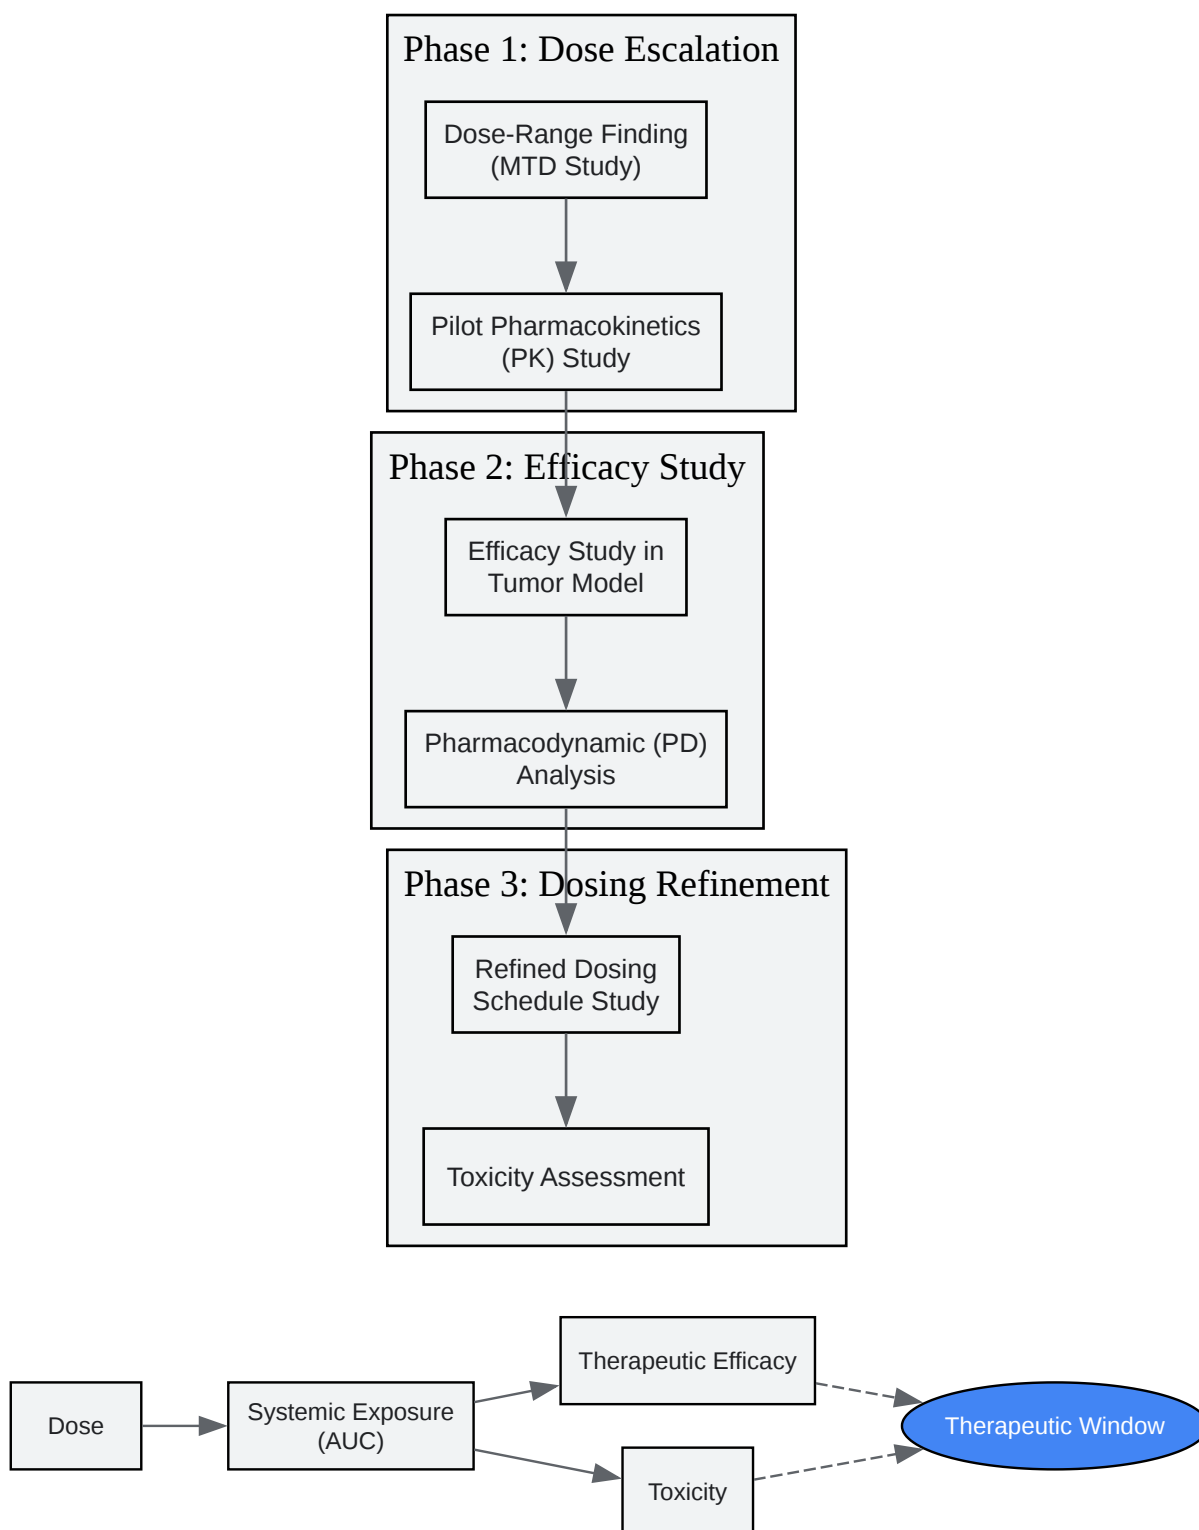 Phase 1: Dose Escalation
Dose-Range Finding
(MTD Study)
Pilot Pharmacokinetics
(PK) Study
Phase 2: Efficacy Study
Efficacy Study in
Tumor Model
Pharmacodynamic (PD)
Analysis
Phase 3: Dosing Refinement
Refined Dosing
Schedule Study
Toxicity Assessment
Dose
Systemic Exposure
(AUC)
Therapeutic Efficacy
Toxicity
Therapeutic Window